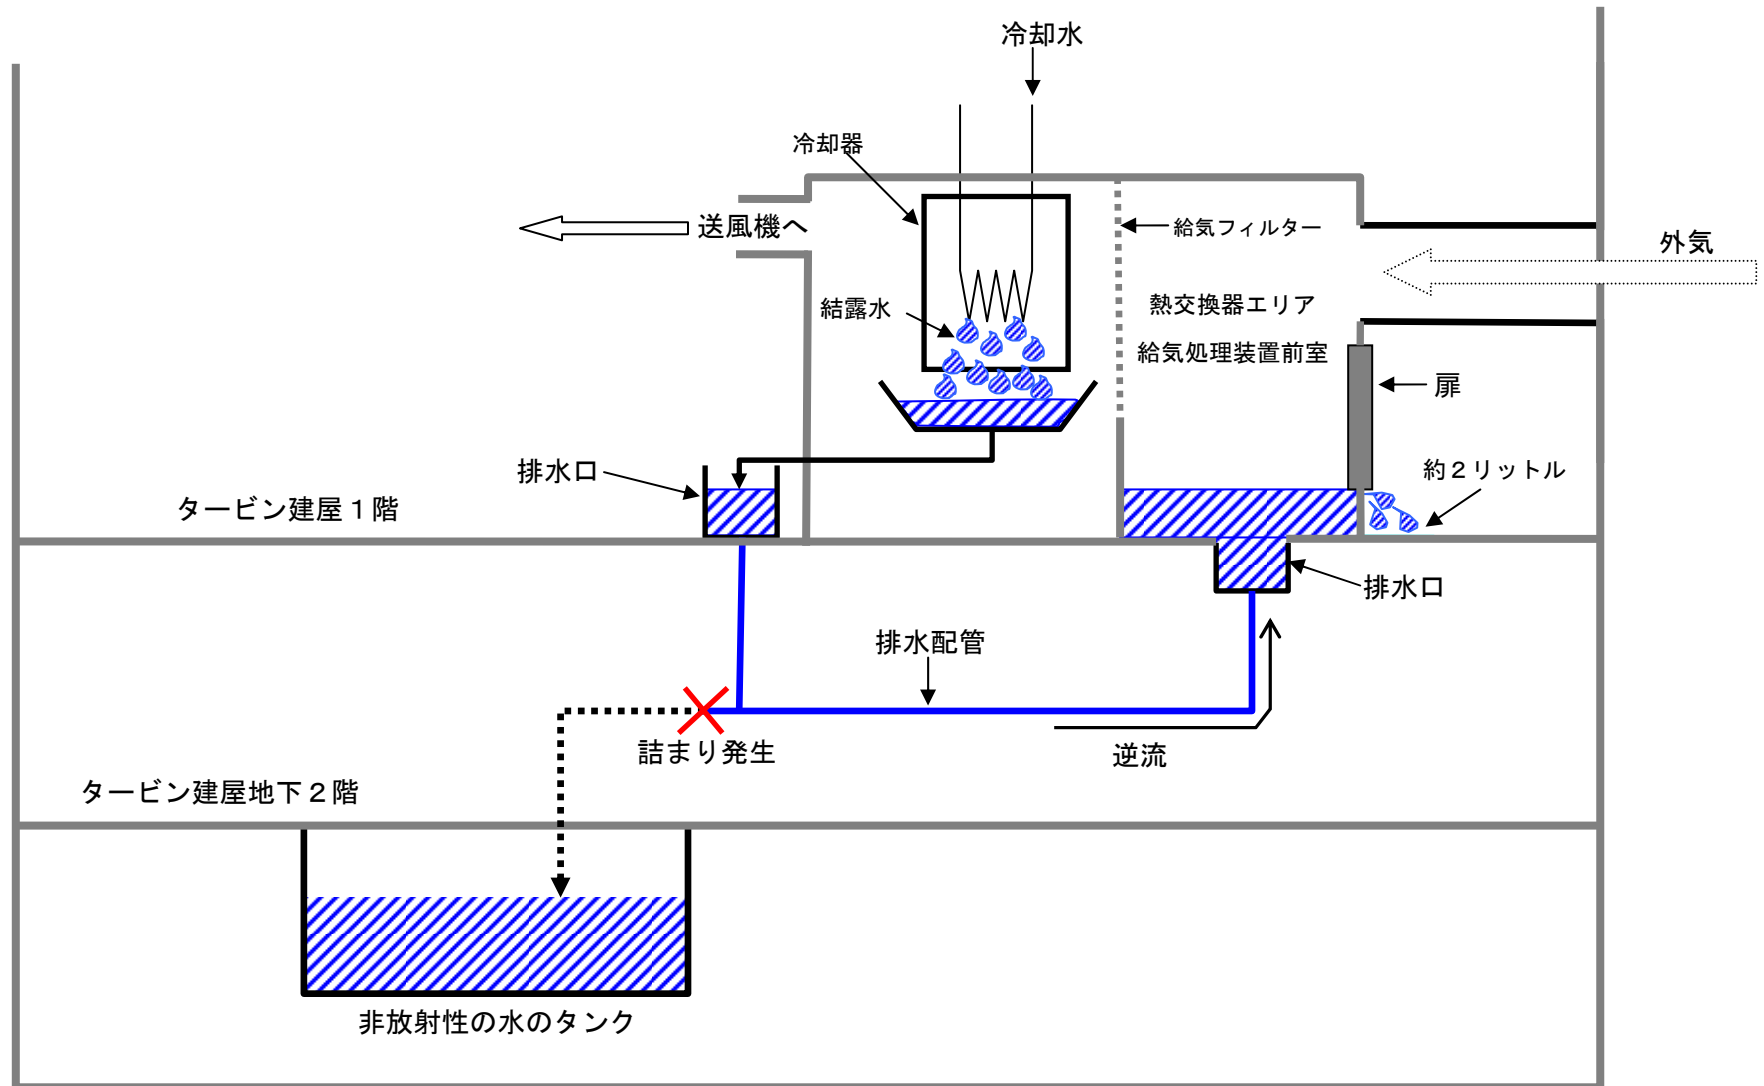 冷却水
冷却器
送風機へ
給気フィルター
外気
結露水
熱交換器エリア
給気処理装置前室
扉
排水口
約2リットル
タービン建屋1階
排水口
排水配管
詰まり発生
逆流
タービン建屋地下2階
非放射性の水のタンク